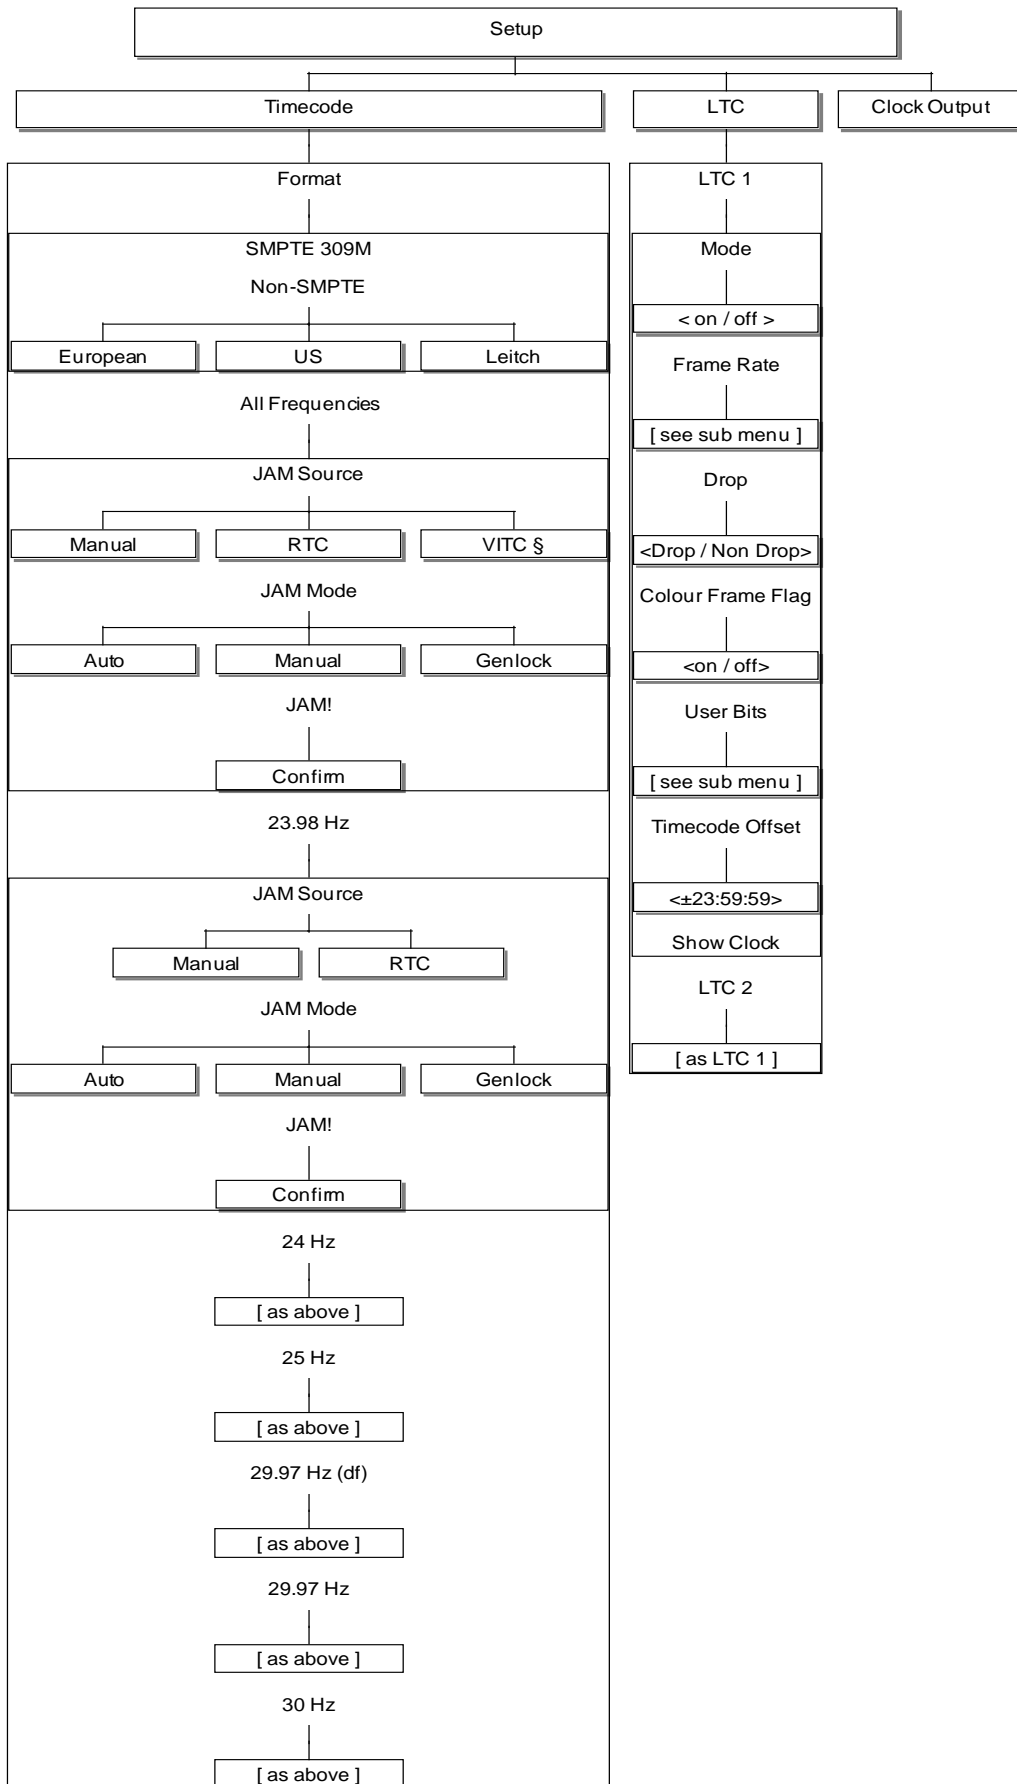 Setup
Timecode
LTC
Clock Output
Format
SMPTE 309M
Non-SMPTE
European
US
Leitch
All Frequencies
JAM Source
Manual
RTC
VITC §
JAM Mode
Auto
Manual
Genlock
JAM!
Confirm
23.98 Hz
JAM Source
Manual
RTC
JAM Mode
Auto
Manual
Genlock
JAM!
Confirm
24 Hz
[ as above ]
25 Hz
[ as above ]
29.97 Hz (df)
[ as above ]
29.97 Hz
[ as above ]
30 Hz
[ as above ]
LTC 1
Mode
< on / off >
Frame Rate
[ see sub menu ]
Drop
<Drop / Non Drop>
Colour Frame Flag
<on / off>
User Bits
[ see sub menu ]
Timecode Offset
<±23:59:59>
Show Clock
LTC 2
[ as LTC 1 ]